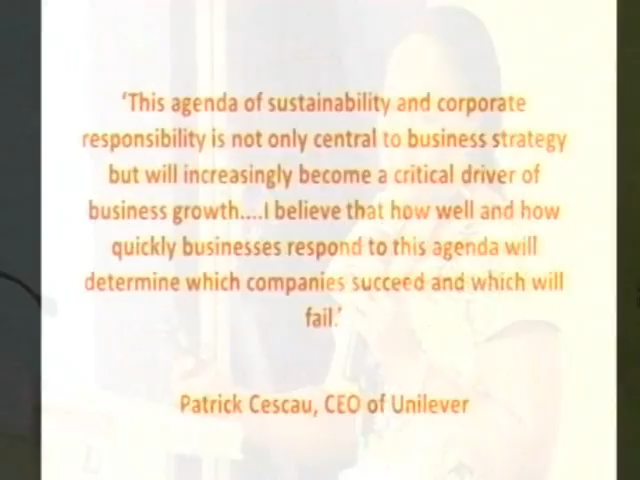 ‘This agenda of sustainability and corporate
responsibility is not only central to business strategy
but will increasingly become a critical driver of
business growth....I believe that how well and how
quickly businesses respond to this agenda will
determine which companies succeed and which will
fail.’
Patrick Cescau, CEO of Unilever